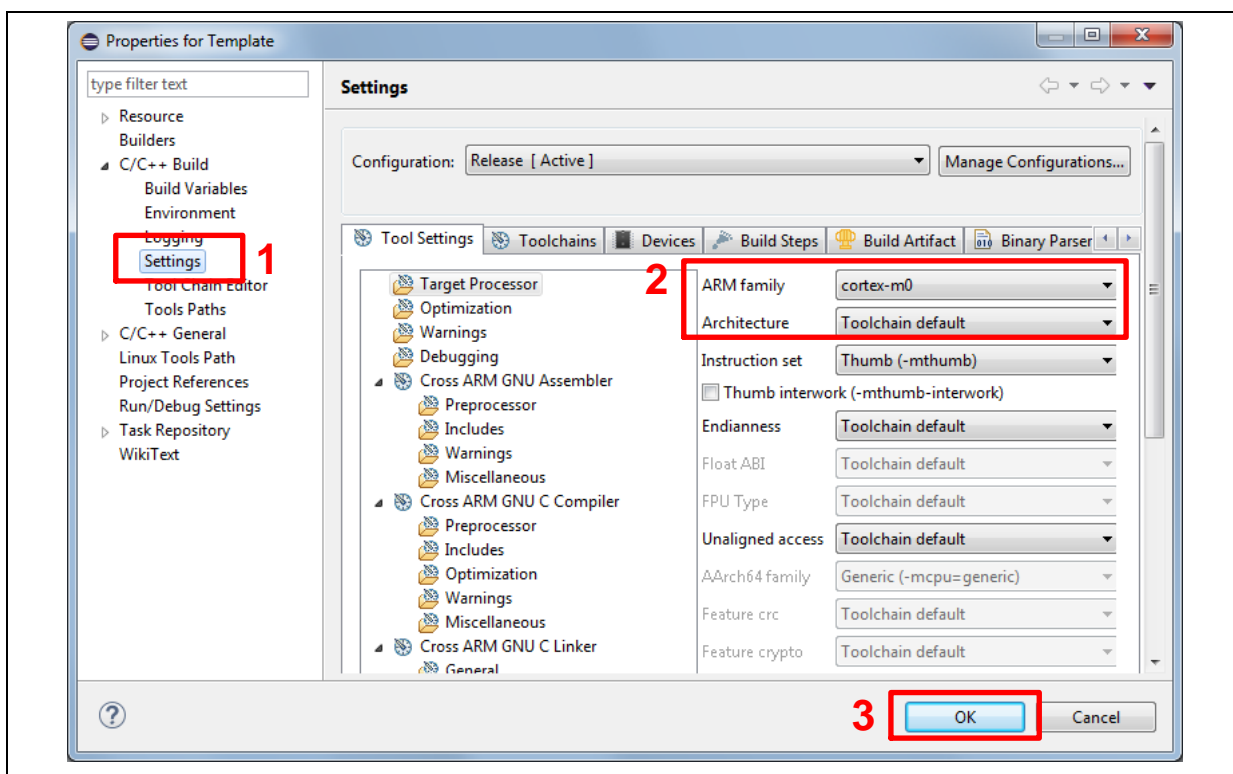 Properties for Template
type filter text
Resource
Builders
C/C++ Build
Build Variables
Environment
Logging
Settings
1
Tool Chain Editor
Tools Paths
C/C++ General
Linux Tools Path
Project References
Run/Debug Settings
Task Repository
WikiText
Settings
Configuration: Release [ Active ] Manage Configurations...
Tool Settings Toolchains Devices Build Steps Build Artifact Binary Parser
Target Processor
Optimization
Warnings
Debugging
Cross ARM GNU Assembler
Preprocessor
Includes
Warnings
Miscellaneous
Cross ARM GNU C Compiler
Preprocessor
Includes
Optimization
Warnings
Miscellaneous
Cross ARM GNU C Linker
General
2
ARM family cortex-m0
Architecture Toolchain default
Instruction set Thumb (-mthumb)
Thumb interwork (-mthumb-interwork)
Endianness Toolchain default
Float ABI Toolchain default
FPU Type Toolchain default
Unaligned access Toolchain default
AArch64 family Generic (-mcpu=generic)
Feature crc Toolchain default
Feature crypto Toolchain default
3
OK Cancel